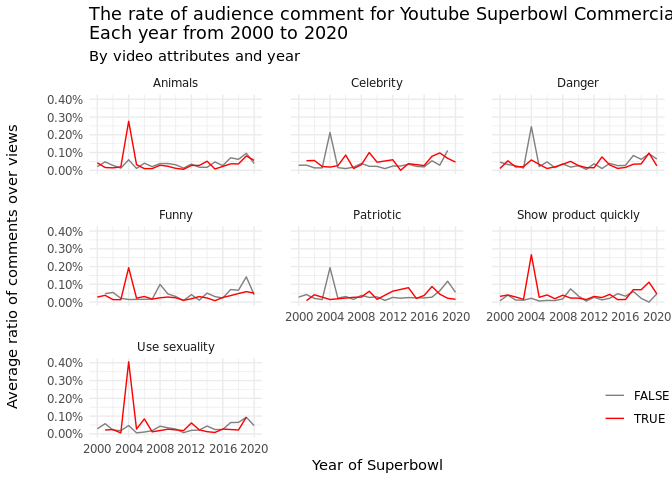 The rate of audience comment for Youtube Superbowl Commercia
Each year from 2000 to 2020
By video attributes and year
Animals Celebrity Danger
0.40%
0.30%
0.20%
0.10%
0.00%
Funny Patriotic Show product quickly
0.40%
0.30%
0.20%
0.10%
0.00%
2000 2004 2008 2012 2016 2020 2000 2004 2008 2012 2016 2020
Use sexuality
0.40%
0.30%
0.20%
0.10%
0.00%
2000 2004 2008 2012 2016 2020
FALSE
TRUE
Year of Superbowl
Average ratio of comments over views